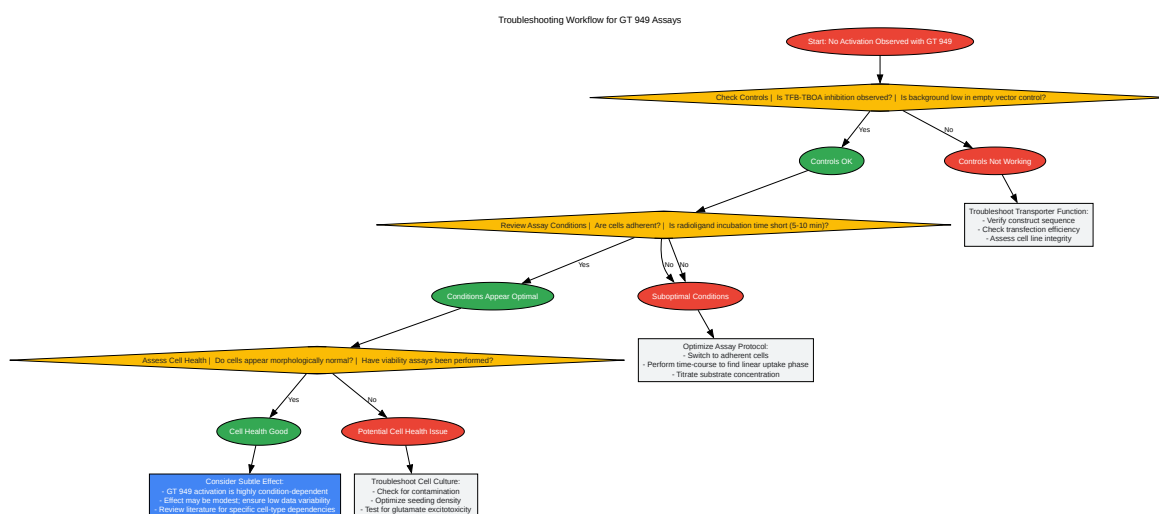 Troubleshooting Workflow for GT 949 Assays
Start: No Activation Observed with GT 949
Check Controls | Is TFB-TBOA inhibition observed? | Is background low in empty vector control?
Yes
No
Controls OK
Controls Not Working
Troubleshoot Transporter Function:
- Verify construct sequence
- Check transfection efficiency
- Assess cell line integrity
Review Assay Conditions | Are cells adherent? | Is radioligand incubation time short (5-10 min)?
Yes
No
No
Conditions Appear Optimal
Suboptimal Conditions
Optimize Assay Protocol:
- Switch to adherent cells
- Perform time-course to find linear uptake phase
- Titrate substrate concentration
Assess Cell Health | Do cells appear morphologically normal? | Have viability assays been performed?
Yes
No
Cell Health Good
Potential Cell Health Issue
Consider Subtle Effect:
- GT 949 activation is highly condition-dependent
- Effect may be modest; ensure low data variability
- Review literature for specific cell-type dependencies
Troubleshoot Cell Culture:
- Check for contamination
- Optimize seeding density
- Test for glutamate excitotoxicity